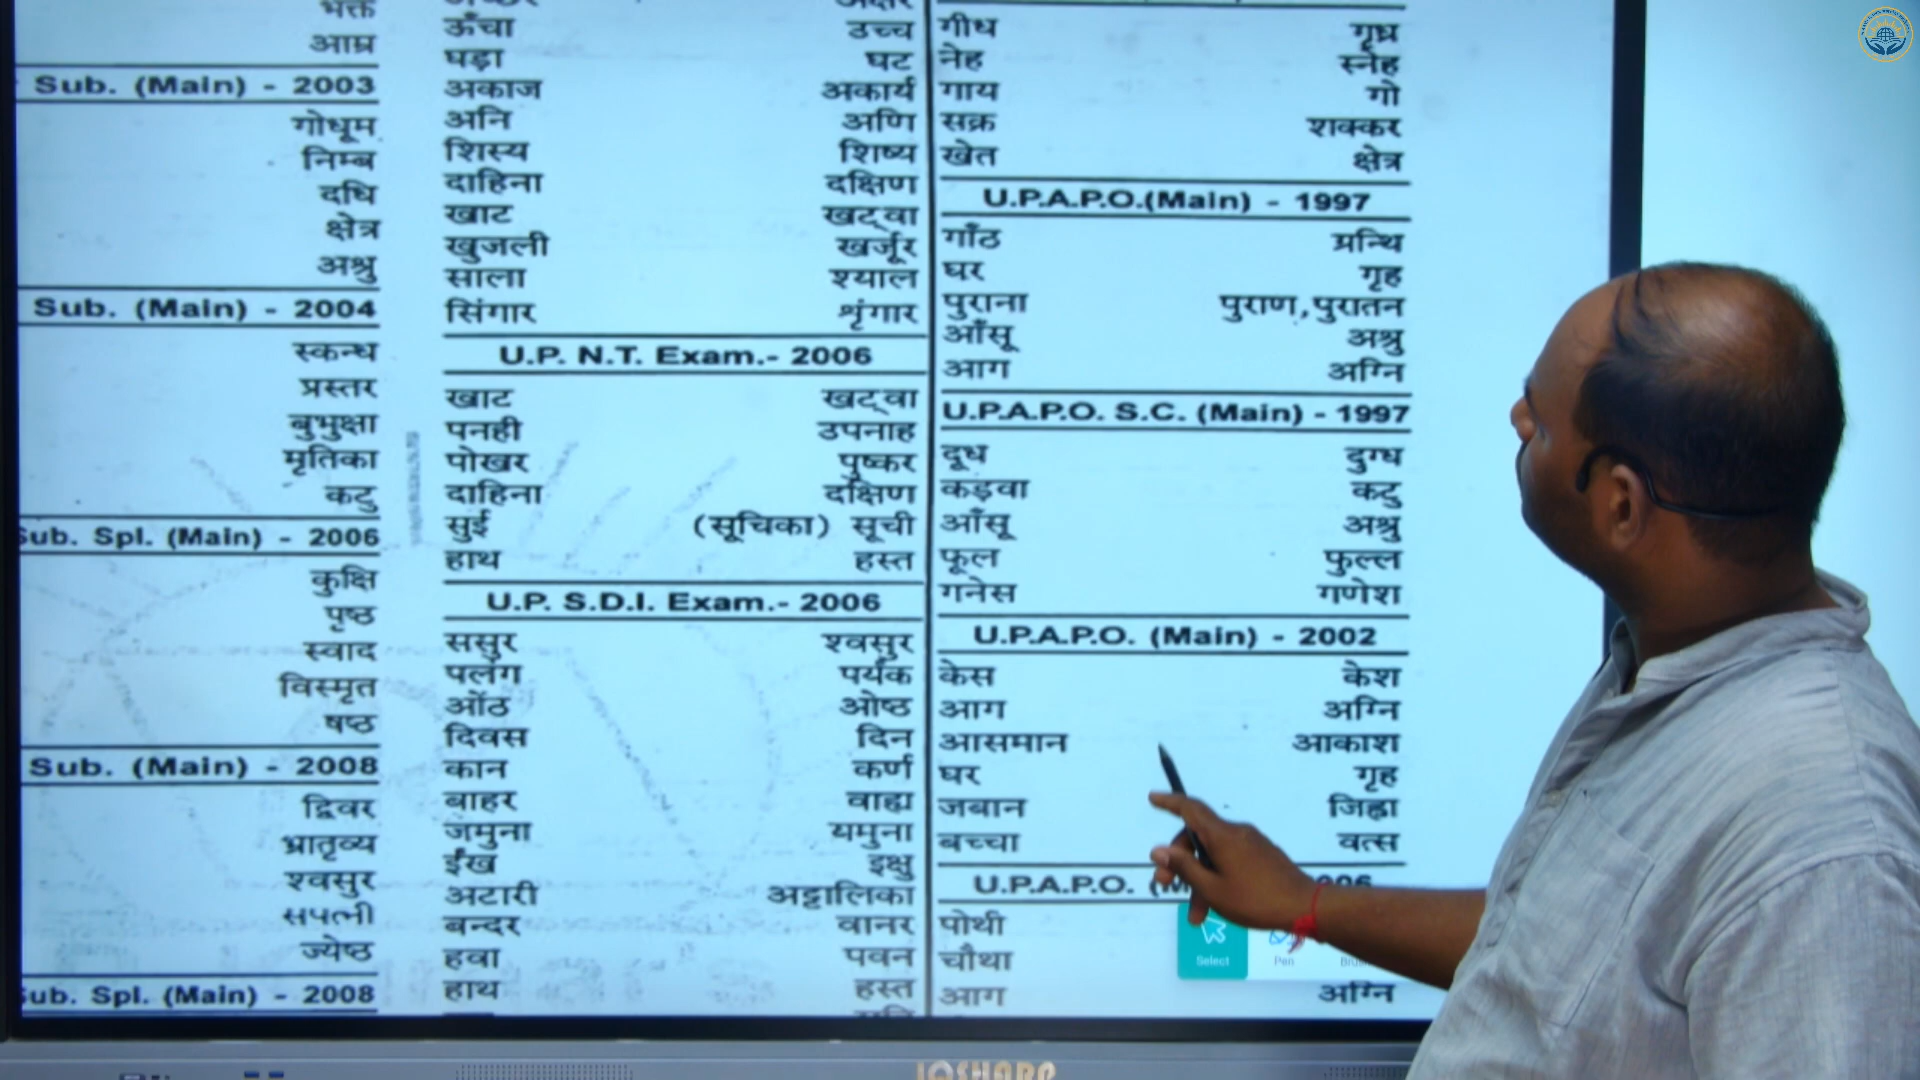 भक्त
आम्र
Sub. (Main) - 2003
गोधूम
निम्ब
दधि
क्षेत्र
अश्रु
Sub. (Main) - 2004
स्कन्ध
प्रस्तर
बुभुक्षा
मृतिका
कटु
Sub. Spl. (Main) - 2006
कुक्षि
पृष्ठ
स्वाद
विस्मृत
षष्ठ
Sub. (Main) - 2008
द्विवर
भ्रातृव्य
श्वसुर
सपत्नी
ज्येष्ठ
Sub. Spl. (Main) - 2008
ऊँचा उच्च
घड़ा घट
अकाज अकार्य
अनि अणि
शिस्य शिष्य
दाहिना दक्षिण
खाट खट्वा
खुजली खर्जूर
साला श्याल
सिंगार शृंगार
U.P. N.T. Exam.- 2006
खाट खट्वा
पनही उपनाह
पोखर पुष्कर
दाहिना दक्षिण
सुई (सूचिका) सूची
हाथ हस्त
U.P. S.D.I. Exam.- 2006
ससुर श्वसुर
पलंग पर्यंक
ओंठ ओष्ठ
दिवस दिन
कान कर्ण
बाहर वाह्य
जमुना यमुना
ईंख इक्षु
अटारी अट्टालिका
बन्दर वानर
हवा पवन
हाथ हस्त
गीध गृध्र
नेह स्नेह
गाय गो
सक्र शक्कर
खेत क्षेत्र
U.P.A.P.O.(Main) - 1997
गाँठ ग्रन्थि
घर गृह
पुराना पुराण,पुरातन
आँसू अश्रु
आग अग्नि
U.P.A.P.O. S.C. (Main) - 1997
दूध दुग्ध
कड़वा कटु
आँसू अश्रु
फूल फुल्ल
गनेस गणेश
U.P.A.P.O. (Main) - 2002
केस केश
आग अग्नि
आसमान आकाश
घर गृह
जबान जिह्वा
बच्चा वत्स
U.P.A.P.O.
पोथी
चौथा
आग अग्नि
Select
Pen